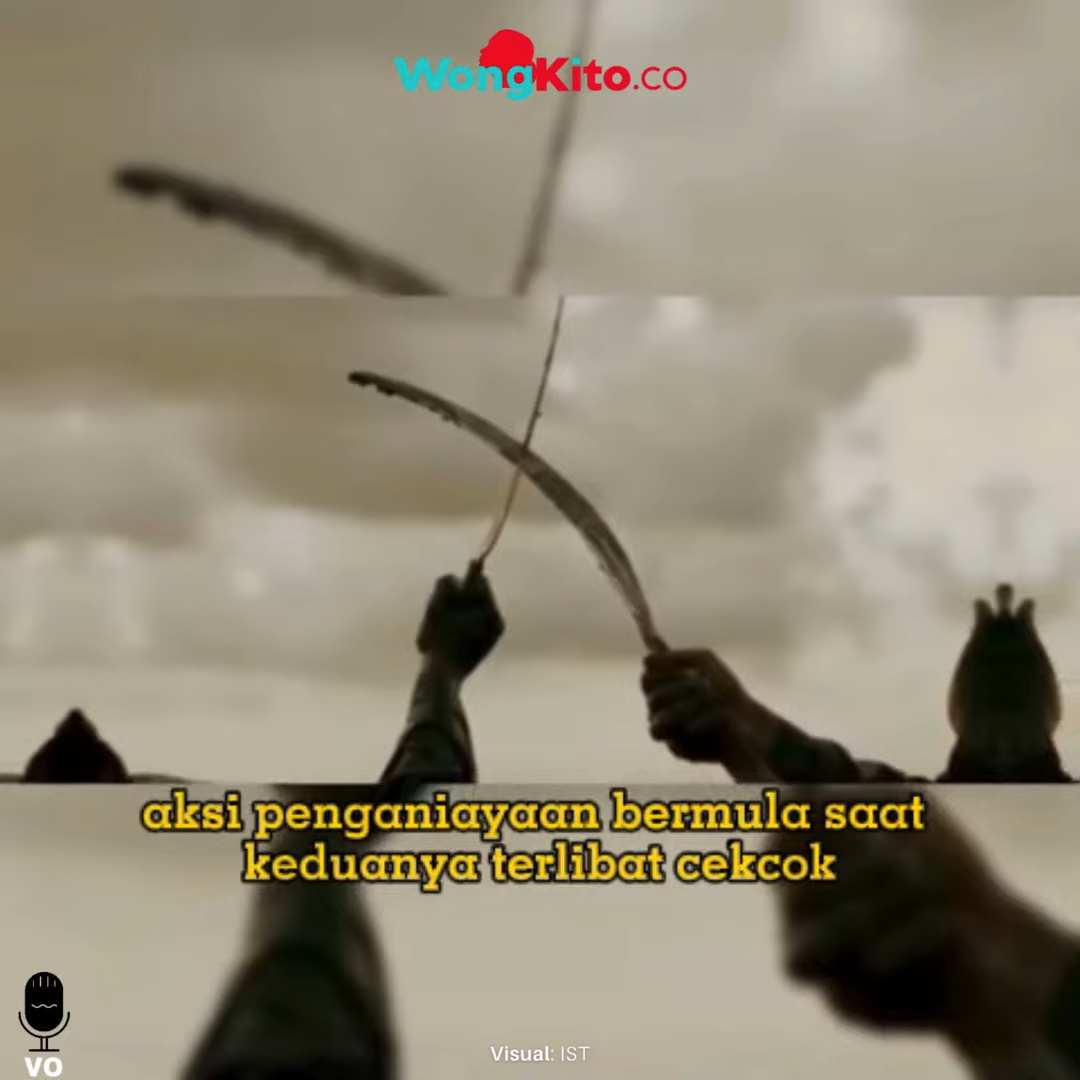 WongKito.co
aksi penganiayaan bermula saat
keduanya terlibat cekcok
VO
Visual: IST